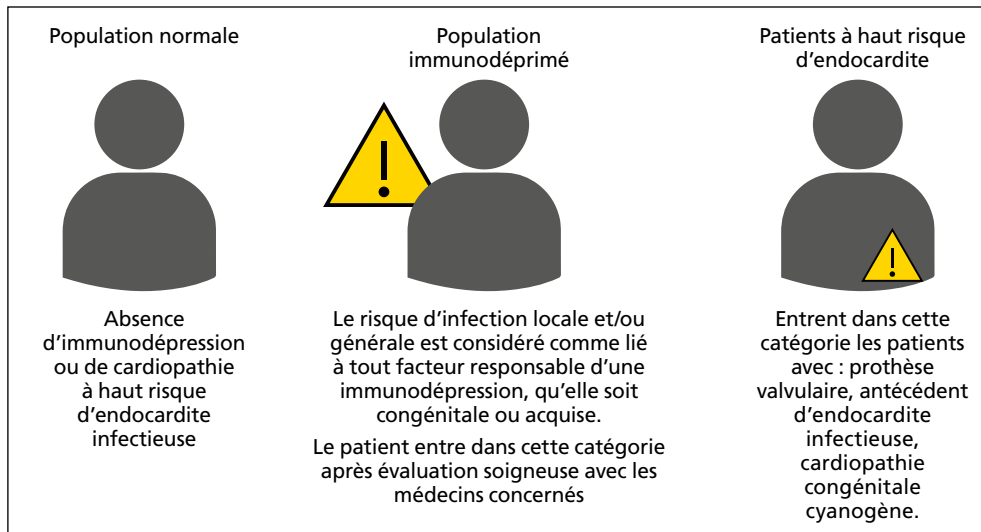 Population normale
Absence
d’immunodépression
ou de cardiopathie
à haut risque
d’endocardite
infectieuse
Population
immunodéprimé
Le risque d’infection locale et/ou
générale est considéré comme lié
à tout facteur responsable d’une
immunodépression, qu’elle soit
congénitale ou acquise.
Le patient entre dans cette catégorie
après évaluation soigneuse avec les
médecins concernés
Patients à haut risque
d’endocardite
Entrent dans cette
catégorie les patients
avec : prothèse
valvulaire, antécédent
d’endocardite
infectieuse,
cardiopathie
congénitale
cyanogène.